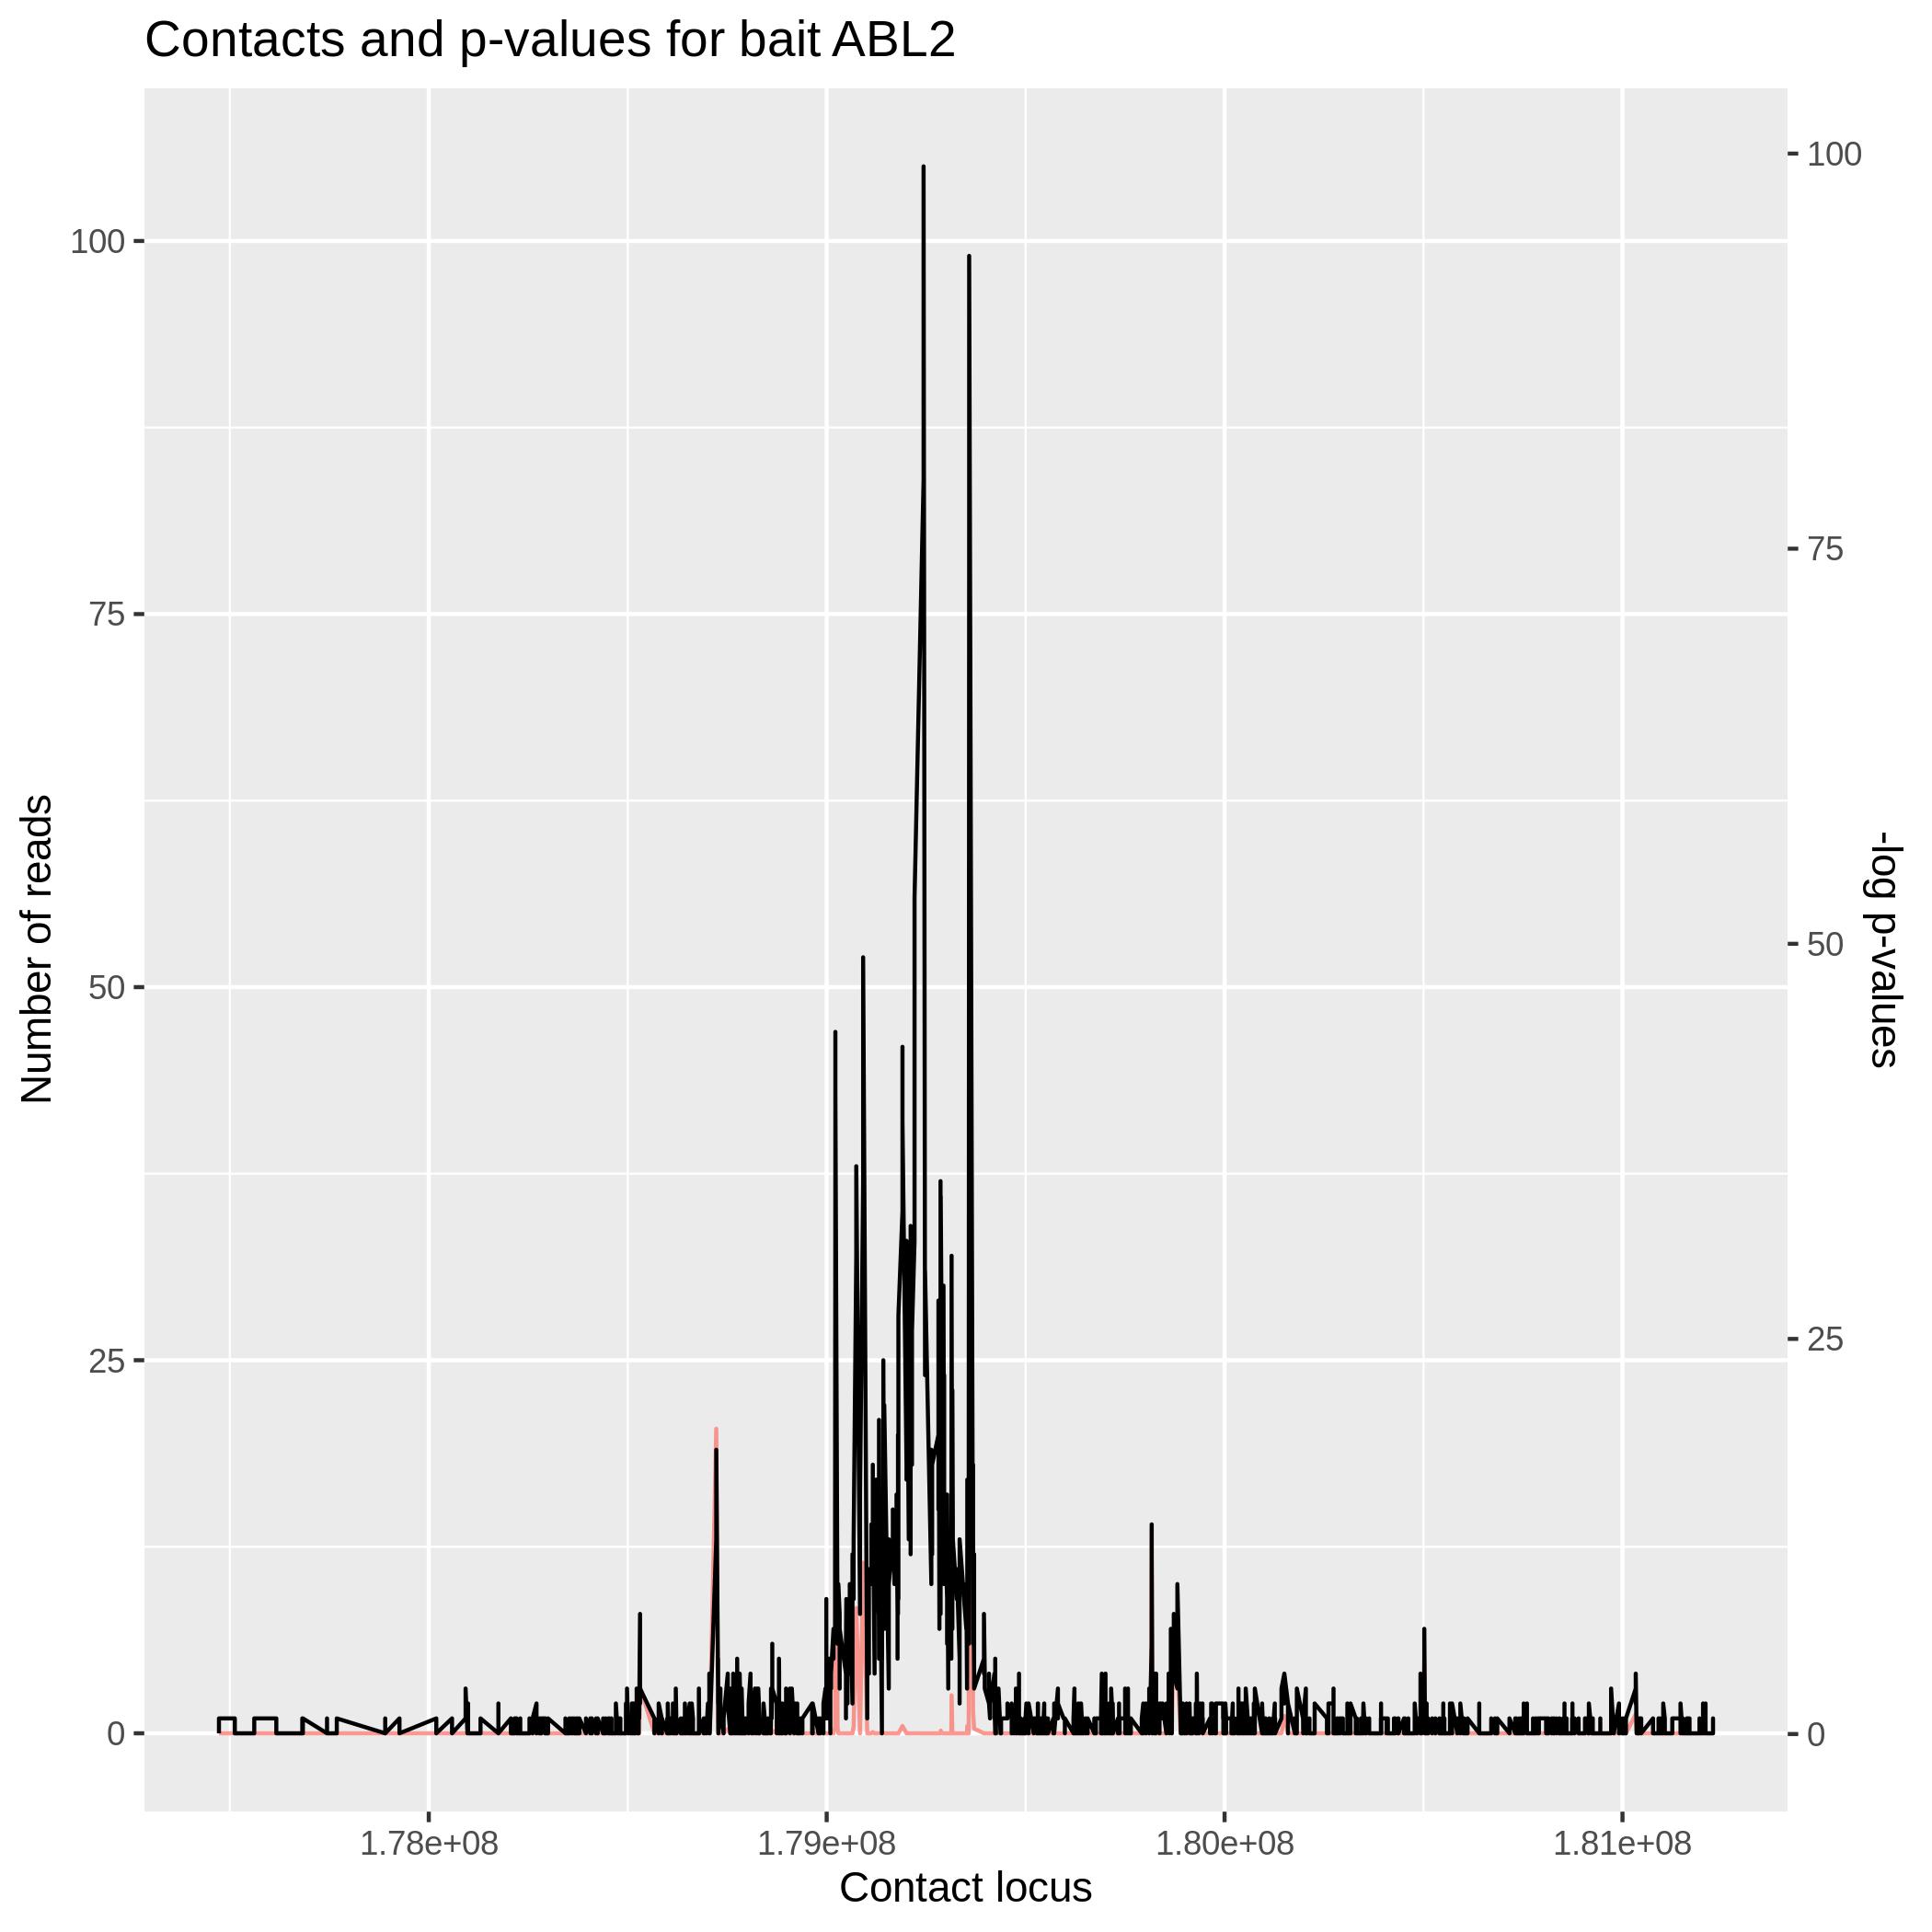 Contacts and p-values for bait ABL2
100
75
50
25
0
Number of reads
100
75
50
25
0
-log p-values
1.78e+08
1.79e+08
1.80e+08
1.81e+08
Contact locus